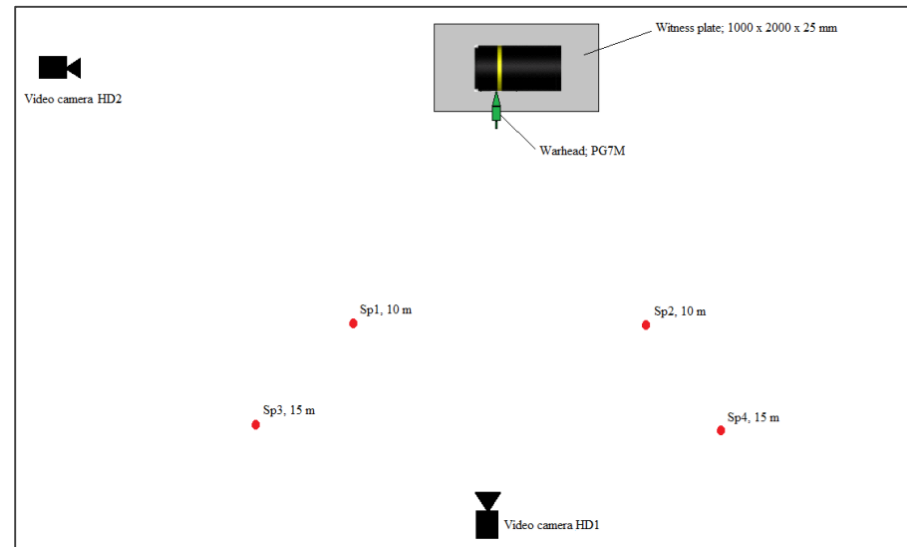 Witness plate; 1000 x 2000 x 25 mm
Video camera HD2
Warhead; PG7M
Sp1, 10 m
Sp2, 10 m
Sp3, 15 m
Sp4, 15 m
Video camera HD1